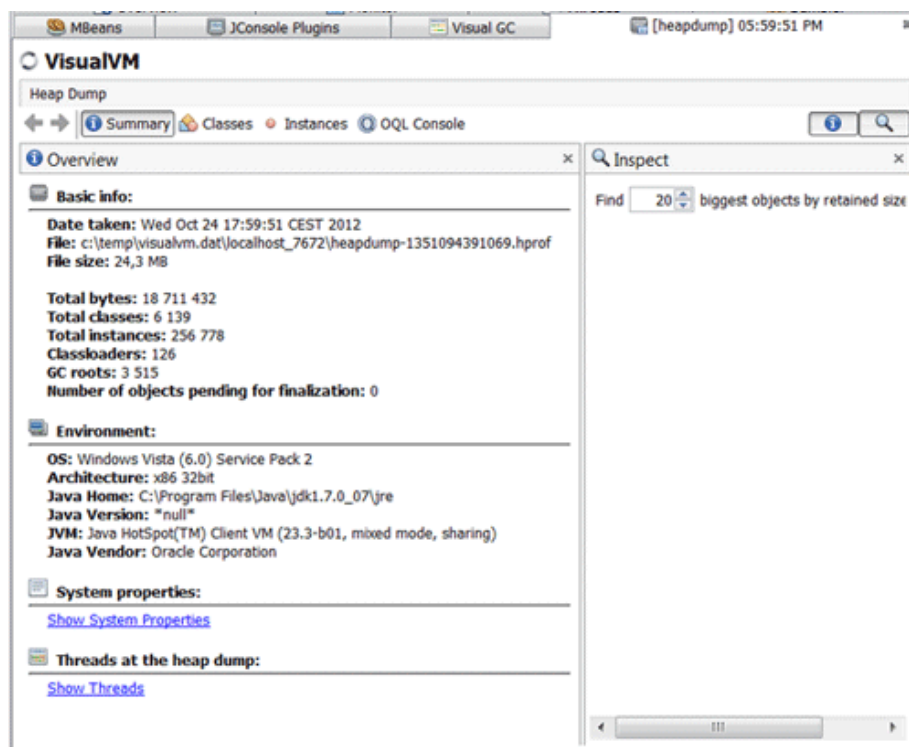 MBeans
JConsole Plugins
Visual GC
[heapdump] 05:59:51 PM
VisualVM
Heap Dump
Summary
Classes
Instances
OQL Console
Overview
Basic info:
Date taken: Wed Oct 24 17:59:51 CEST 2012
File: c:\temp\visualvm.dat\localhost_7672\heapdump-1351094391069.hprof
File size: 24,3 MB
Total bytes: 18 711 432
Total classes: 6 139
Total instances: 256 778
Classloaders: 126
GC roots: 3 515
Number of objects pending for finalization: 0
Environment:
OS: Windows Vista (6.0) Service Pack 2
Architecture: x86 32bit
Java Home: C:\Program Files\Java\jdk1.7.0_07\jre
Java Version: "null"
JVM: Java HotSpot(TM) Client VM (23.3-b01, mixed mode, sharing)
Java Vendor: Oracle Corporation
System properties:
Show System Properties
Threads at the heap dump:
Show Threads
Inspect
Find 20 biggest objects by retained size